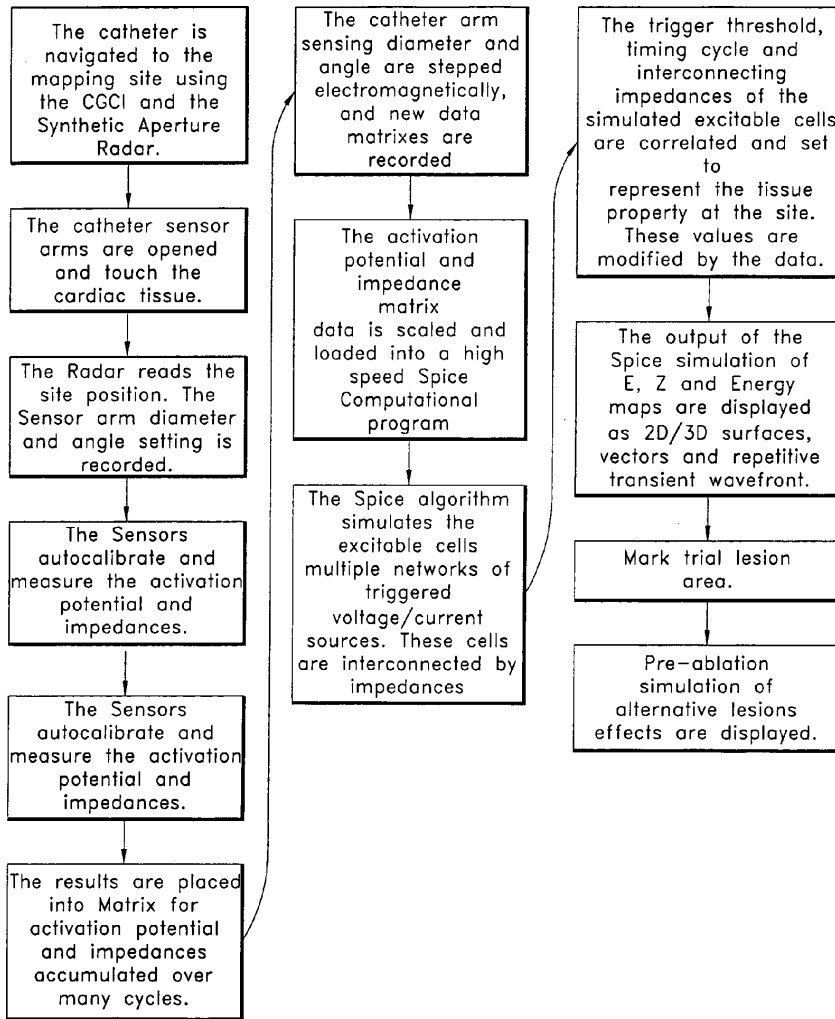 The catheter is
navigated to the
mapping site using
the CGCI and the
Synthetic Aperture
Radar.
The catheter sensor
arms are opened
and touch the
cardiac tissue.
The Radar reads the
site position. The
Sensor arm diameter
and angle setting is
recorded.
The Sensors
autocalibrate and
measure the activation
potential and
impedances.
The Sensors
autocalibrate and
measure the activation
potential and
impedances.
The results are placed
into Matrix for
activation potential
and impedances
accumulated over
many cycles.
The catheter arm
sensing diameter and
angle are stepped
electromagnetically,
and new data
matrixes are
recorded
The activation
potential and
impedance
matrix
data is scaled and
loaded into a high
speed Spice
Computational
program
The Spice algorithm
simulates the
excitable cells
multiple networks of
triggered
voltage/current
sources. These cells
are interconnected by
impedances
The trigger threshold,
timing cycle and
interconnecting
impedances of the
simulated excitable cells
are correlated and set
to
represent the tissue
property at the site.
These values are
modified by the data.
The output of the
Spice simulation of
E, Z and Energy
maps are displayed
as 2D/3D surfaces,
vectors and repetitive
transient wavefront.
Mark trial lesion
area.
Pre-ablation
simulation of
alternative lesions
effects are displayed.